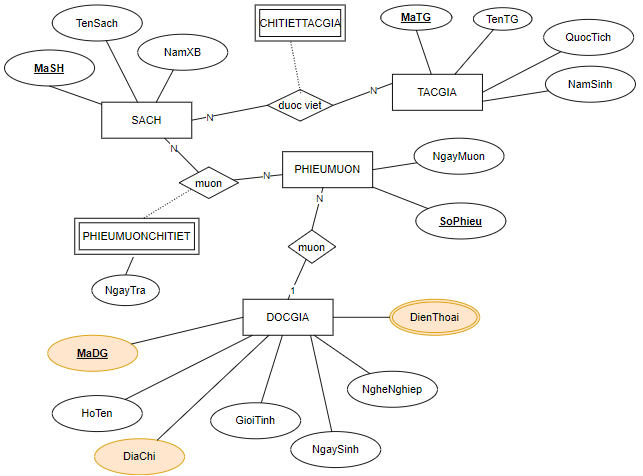 CHITIETTACGIA
MaTG
TenTG
TenSach
QuocTich
NamXB
MaSH
NamSinh
TACGIA
N
duoc viet
N
SACH
N
NgayMuon
PHIEUMUON
muon
N
N
SoPhieu
PHIEUMUONCHITIET
muon
NgayTra
1
DOCGIA
DienThoai
MaDG
NgheNghiep
HoTen
GioiTinh
NgaySinh
DiaChi